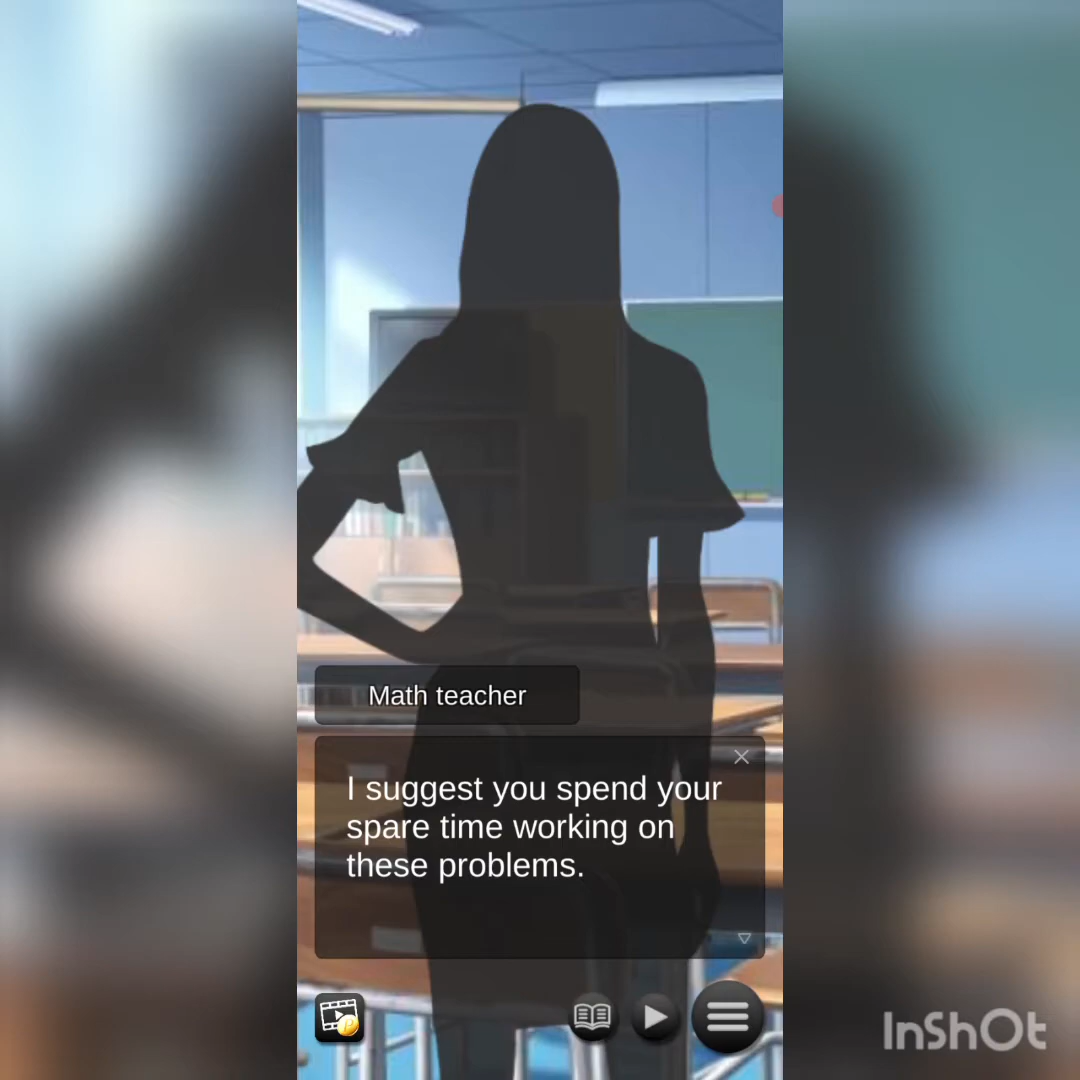 Math teacher
I suggest you spend your
spare time working on
these problems.
InShOt